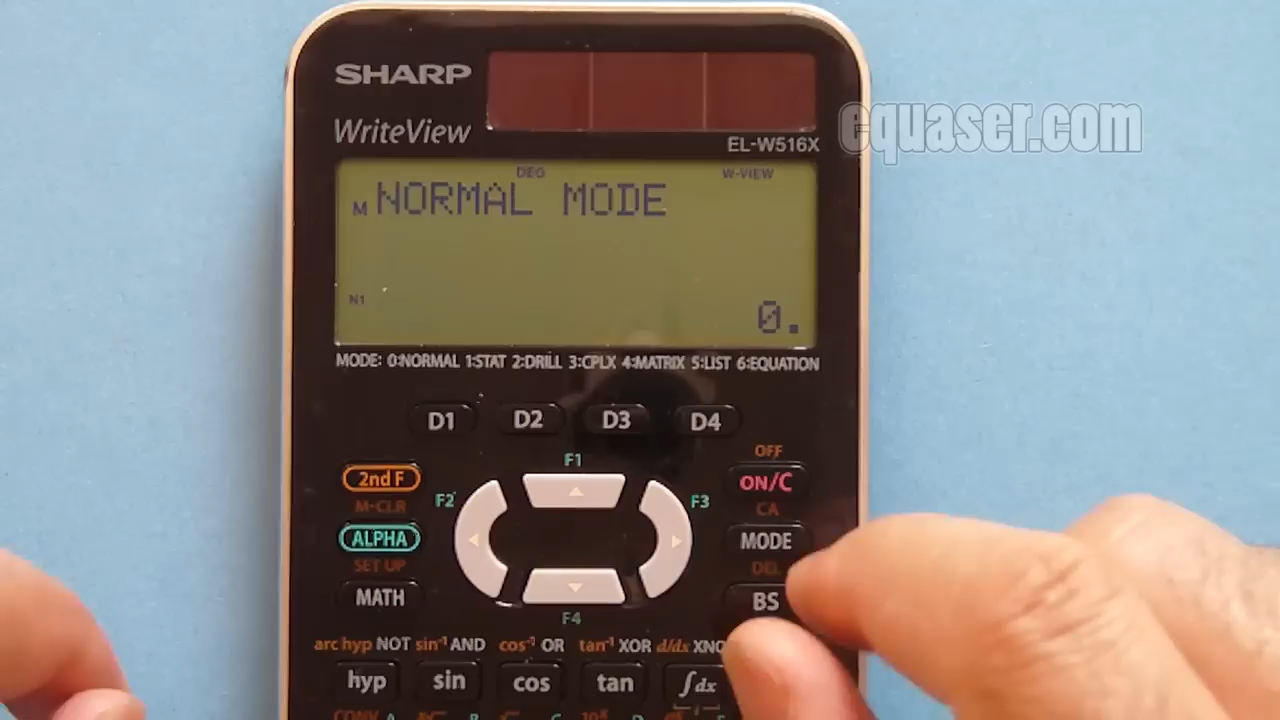 SHARP
WriteView
EL-W516X
equaser.com
DEG W-VIEW
M NORMAL MODE
N1
0.
MODE: 0:NORMAL 1:STAT 2:DRILL 3:CPLX 4:MATRIX 5:LIST 6:EQUATION
D1 D2 D3 D4
F1 OFF
2nd F F2 F3 ON/C
M-CLR CA
ALPHA MODE
SET UP DEL
MATH BS
F4
arc hyp NOT sin⁻¹ AND cos⁻¹ OR tan⁻¹ XOR d/dx
hyp sin cos tan ∫dx